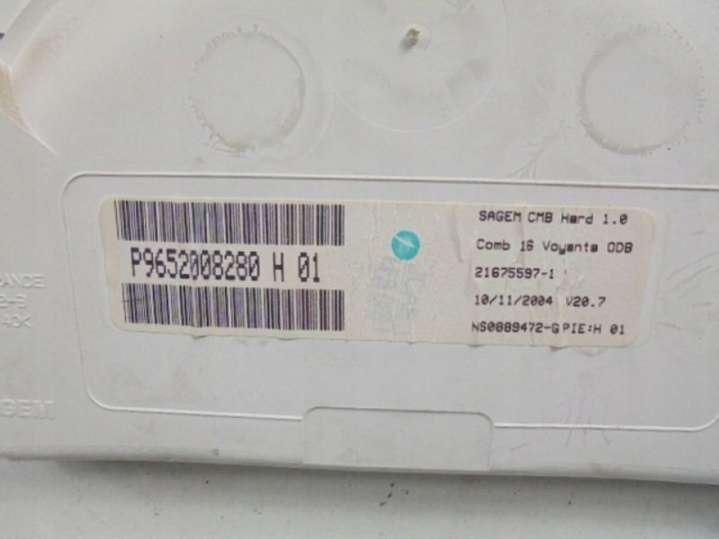 P9652008280 H 01
SAGEM CMB Hard 1.0
Comb 16 Voyants ODB
21675597-1
10/11/2004 V20.7
NS0889472-G PIE:H 01